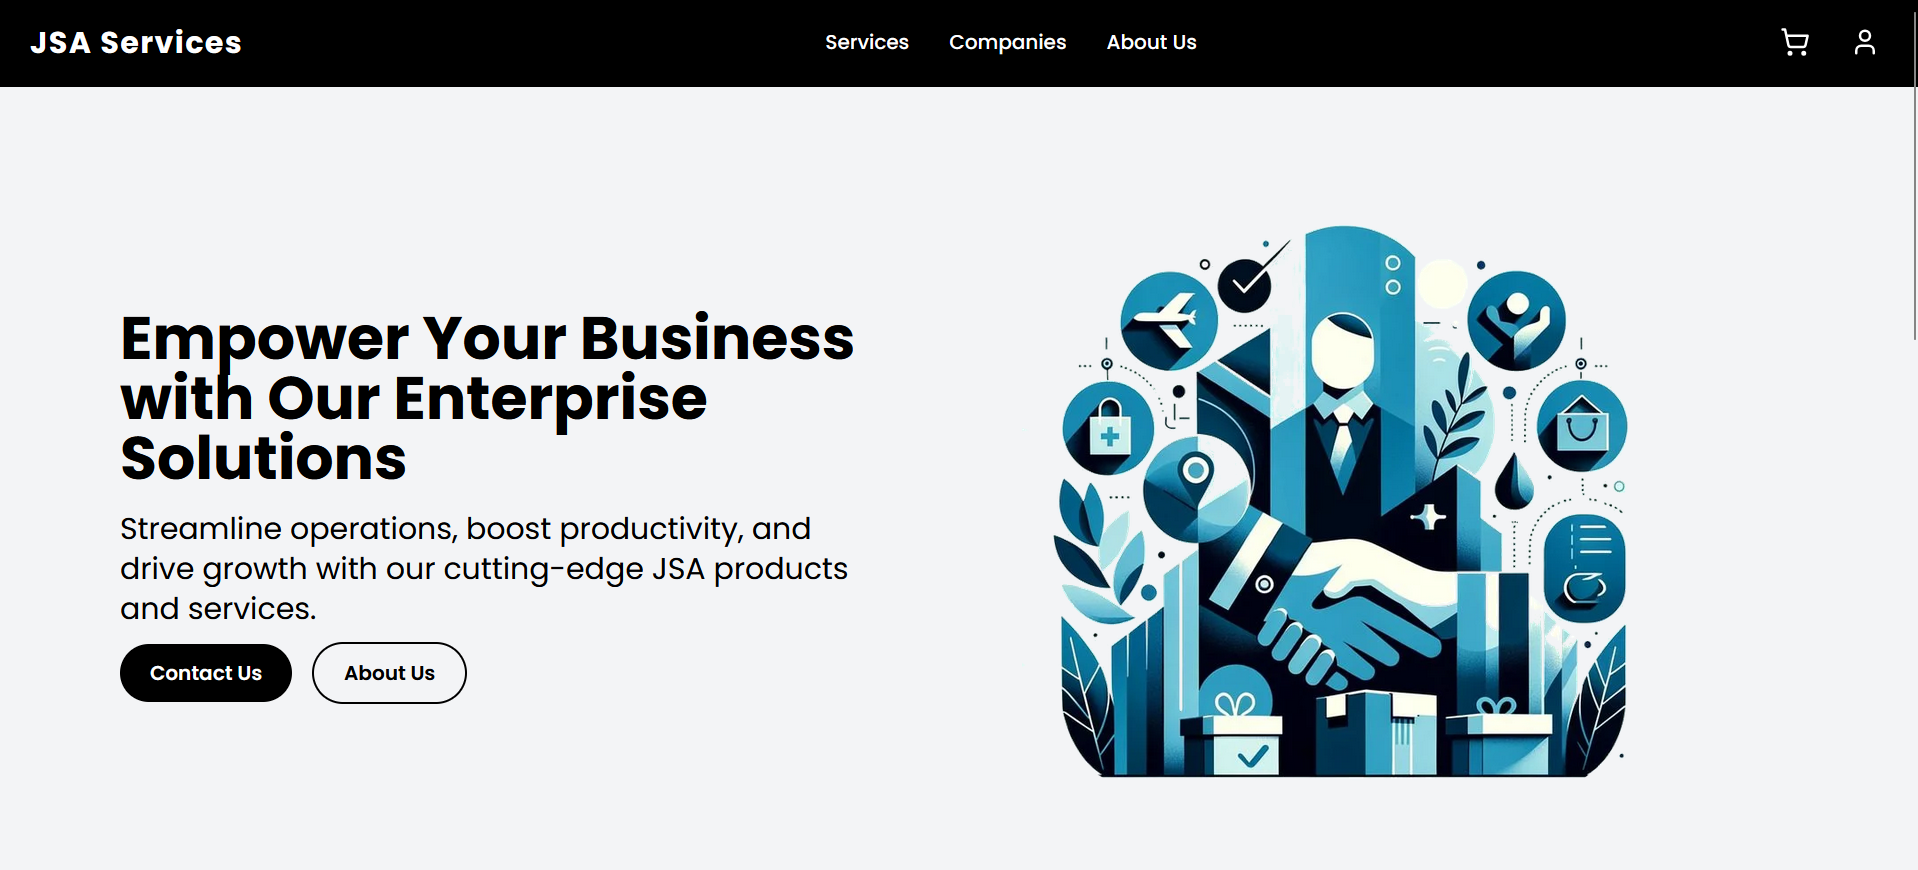 JSA Services
Services
Companies
About Us
Empower Your Business
with Our Enterprise
Solutions
Streamline operations, boost productivity, and
drive growth with our cutting-edge JSA products
and services.
Contact Us
About Us